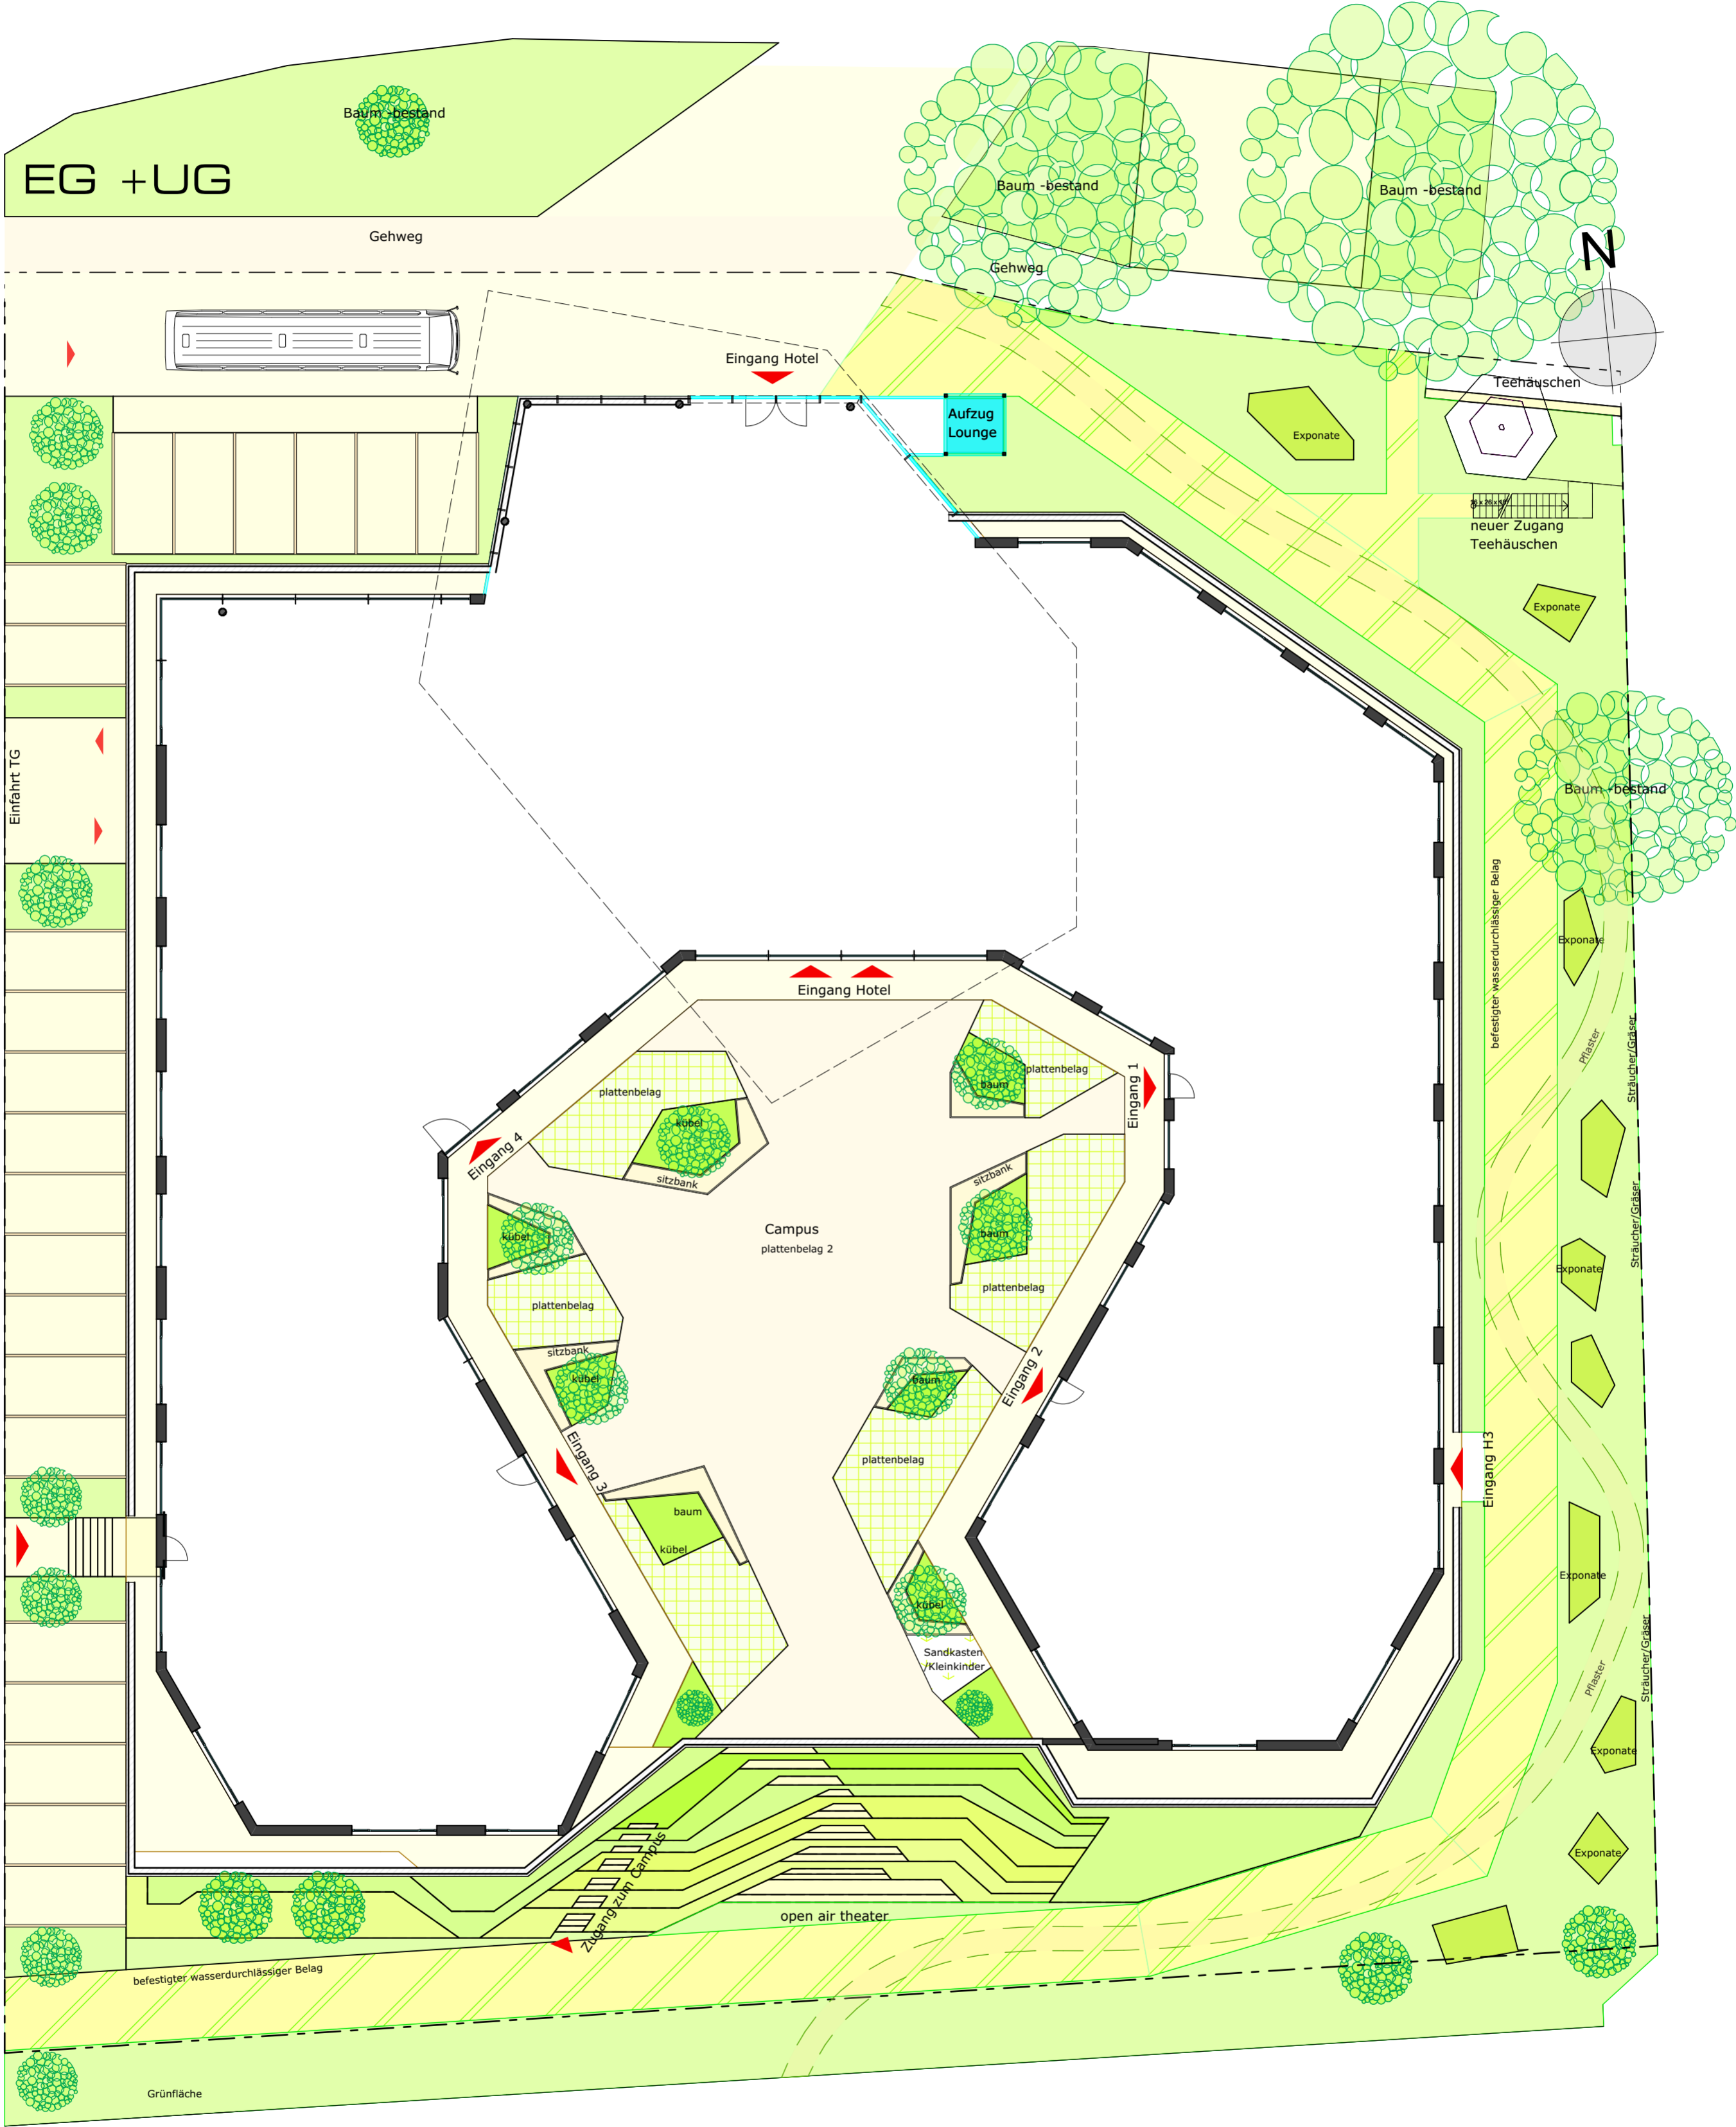 Baum -bestand
EG +UG
Baum -bestand
Baum -bestand
Gehweg
N
Gehweg
Eingang Hotel
Teehäuschen
Aufzug
Lounge
Exponate
neuer Zugang
Teehäuschen
Exponate
Einfahrt TG
Baum -bestand
befestigter wasserdurchlässiger Belag
Exponate
Eingang Hotel
Pflaster
Sträucher/Gräser
plattenbelag
baum
plattenbelag
Eingang 1
kübel
Eingang 4
sitzbank
sitzbank
Sträucher/Gräser
Campus
plattenbelag 2
kübel
baum
Exponate
plattenbelag
plattenbelag
sitzbank
kübel
baum
Eingang 2
Eingang 3
plattenbelag
Eingang H3
baum
kübel
Exponate
kübel
Sandkasten
/Kleinkinder
Pflaster
Sträucher/Gräser
Exponate
Exponate
Zugang zum Campus
open air theater
befestigter wasserdurchlässiger Belag
Grünfläche